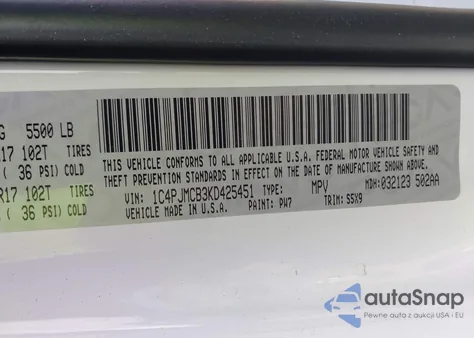 G 5500 LB
R17 102T TIRES
( 36 PSI) COLD
R17 102T TIRES
( 36 PSI) COLD
THIS VEHICLE CONFORMS TO ALL APPLICABLE U.S.A. FEDERAL MOTOR VEHICLE SAFETY, BUMPER AND
THEFT PREVENTION STANDARDS IN EFFECT ON THE DATE OF MANUFACTURE SHOWN ABOVE.
VIN: 1C4PJMCB3KD425451 TYPE: MPV MDH: 032123 502AA
VEHICLE MADE IN U.S.A. PAINT: PW7 TRIM: S5X9
autoSnap
Pewne auta z aukcji USA i EU